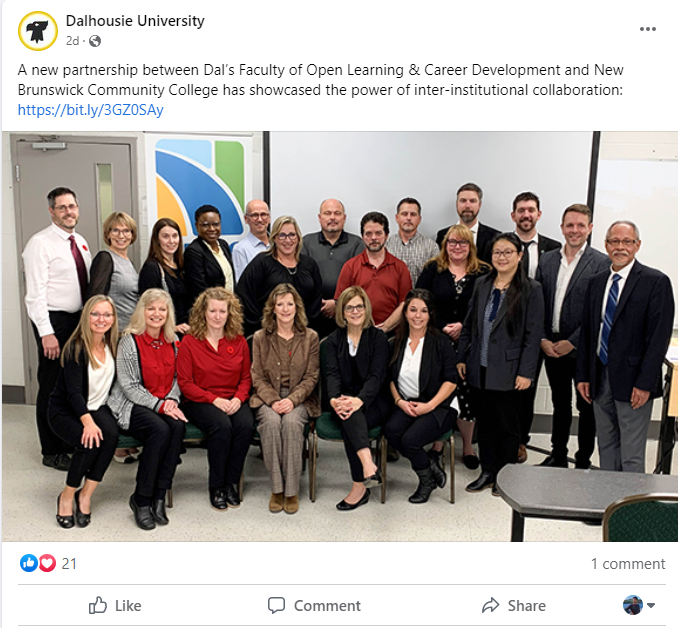 Dalhousie University
2d ·
A new partnership between Dal's Faculty of Open Learning & Career Development and New
Brunswick Community College has showcased the power of inter-institutional collaboration:
https://bit.ly/3GZ0SAy
21
1 comment
Like
Comment
Share